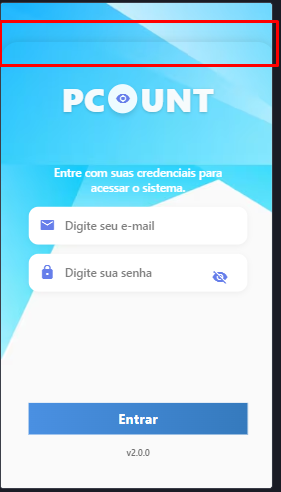 PCOUNT
Entre com suas credenciais para
acessar o sistema.
Digite seu e-mail
Digite sua senha
Entrar
v2.0.0